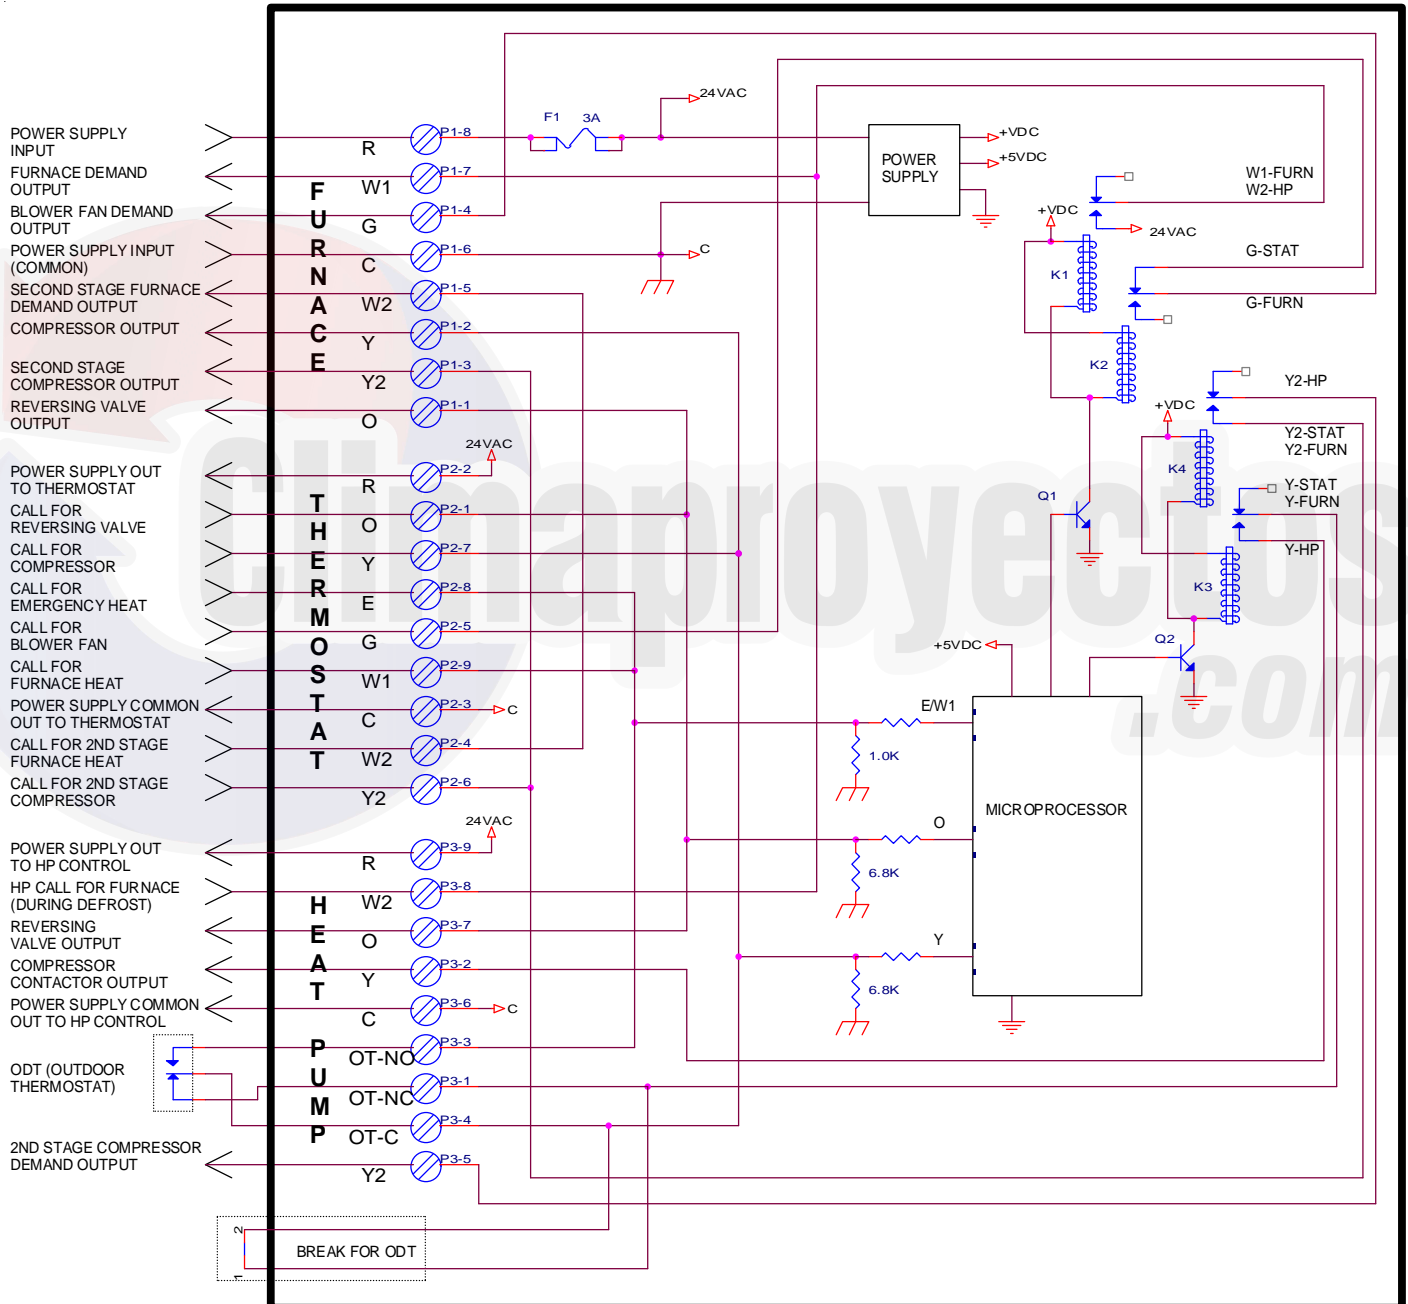 POWER SUPPLY
INPUT
R
P1-8
F1
3A
24VAC
FURNACE DEMAND
OUTPUT
W1
P1-7
BLOWER FAN DEMAND
OUTPUT
G
P1-4
POWER SUPPLY INPUT
(COMMON)
C
P1-6
C
SECOND STAGE FURNACE
DEMAND OUTPUT
W2
P1-5
COMPRESSOR OUTPUT
Y
P1-2
SECOND STAGE
COMPRESSOR OUTPUT
Y2
P1-3
REVERSING VALVE
OUTPUT
O
P1-1
FURNACE
POWER
SUPPLY
+VDC
+5VDC
W1-FURN
W2-HP
+VDC
24VAC
K1
G-STAT
G-FURN
K2
Y2-HP
+VDC
Y2-STAT
Y2-FURN
K4
Y-STAT
Y-FURN
Y-HP
K3
Q1
Q2
POWER SUPPLY OUT
TO THERMOSTAT
R
P2-2
24VAC
CALL FOR
REVERSING VALVE
O
P2-1
CALL FOR
COMPRESSOR
Y
P2-7
CALL FOR
EMERGENCY HEAT
E
P2-8
CALL FOR
BLOWER FAN
G
P2-5
CALL FOR
FURNACE HEAT
W1
P2-9
POWER SUPPLY COMMON
OUT TO THERMOSTAT
C
P2-3
C
CALL FOR 2ND STAGE
FURNACE HEAT
W2
P2-4
CALL FOR 2ND STAGE
COMPRESSOR
Y2
P2-6
THERMOSTAT
+5VDC
E/W1
1.0K
MICROPROCESSOR
O
6.8K
Y
6.8K
POWER SUPPLY OUT
TO HP CONTROL
R
P3-9
24VAC
HP CALL FOR FURNACE
(DURING DEFROST)
W2
P3-8
REVERSING
VALVE OUTPUT
O
P3-7
COMPRESSOR
CONTACTOR OUTPUT
Y
P3-2
POWER SUPPLY COMMON
OUT TO HP CONTROL
C
P3-6
C
OT-NO
P3-3
ODT (OUTDOOR
THERMOSTAT)
OT-NC
P3-1
OT-C
P3-4
2ND STAGE COMPRESSOR
DEMAND OUTPUT
Y2
P3-5
HEAT PUMP
2
BREAK FOR ODT
1
Climaproyectos
.com